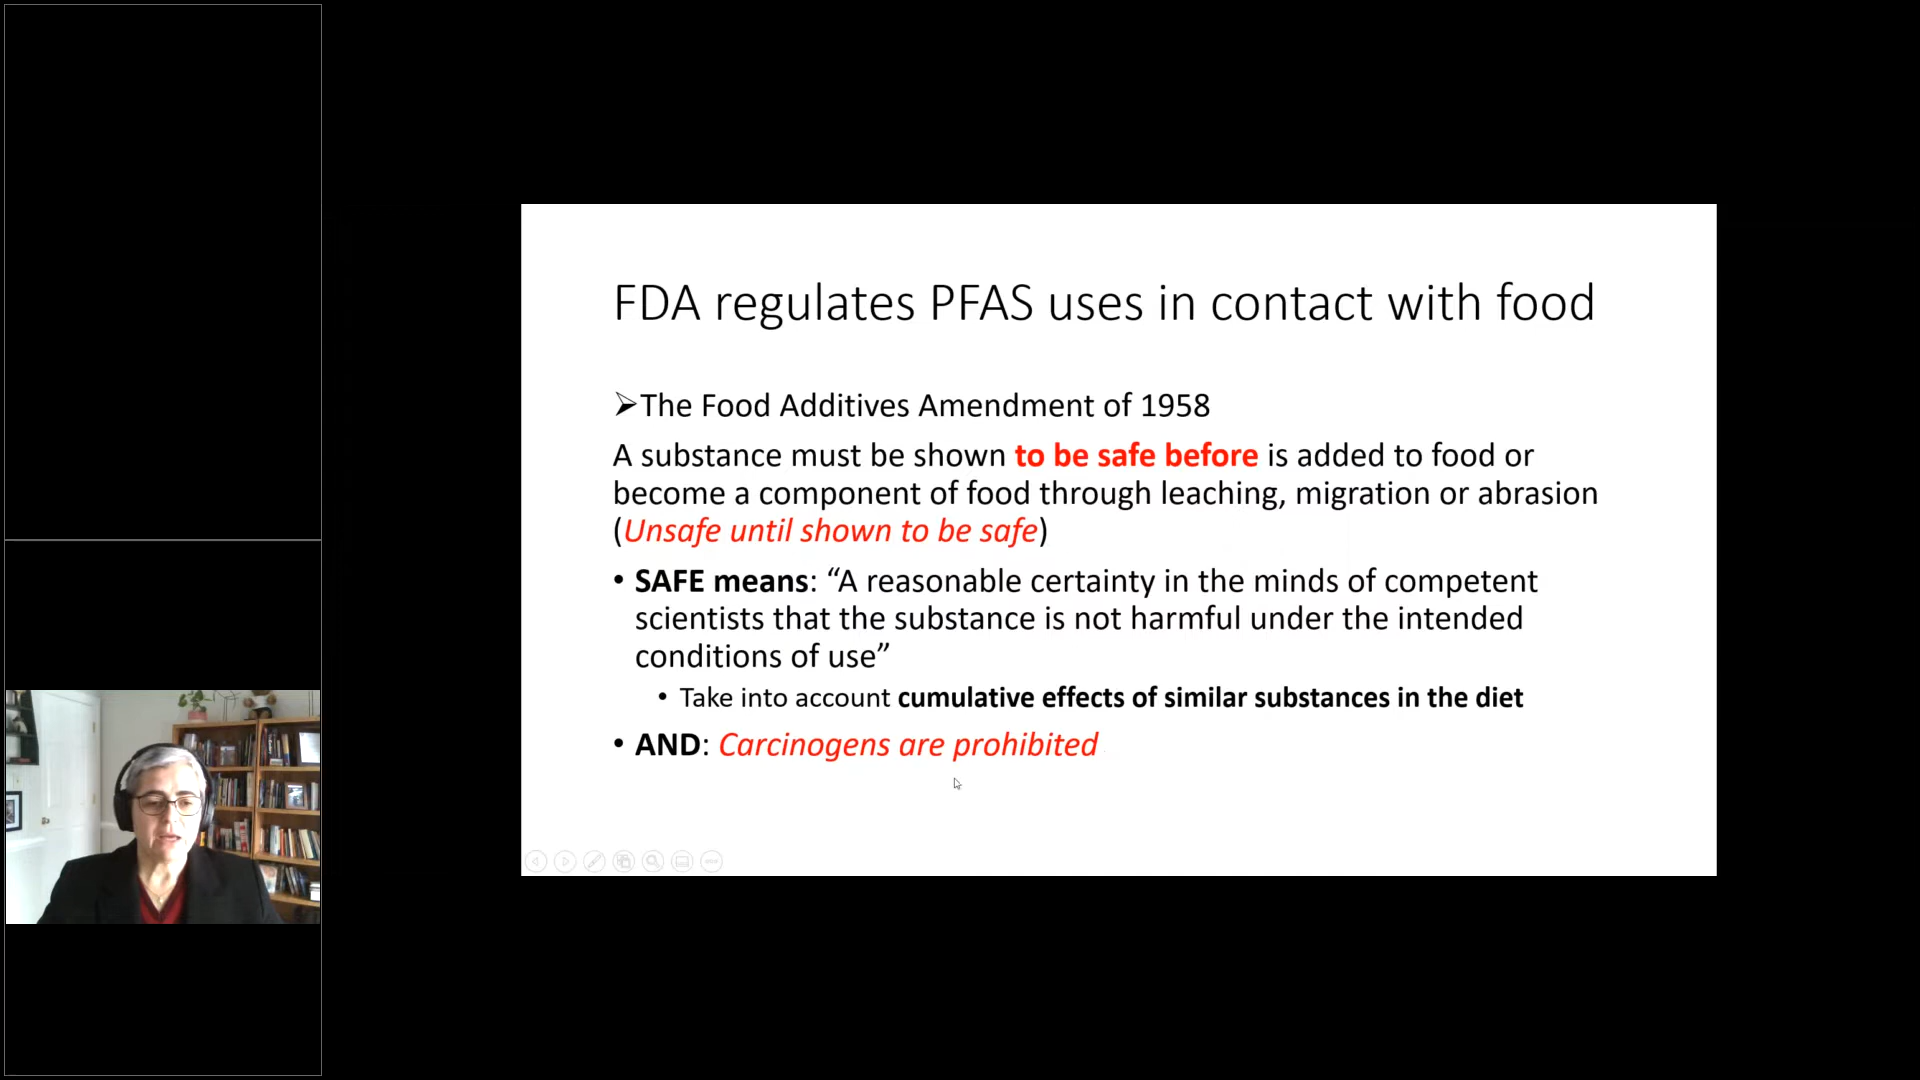 FDA regulates PFAS uses in contact with food
➢The Food Additives Amendment of 1958
A substance must be shown to be safe before is added to food or
become a component of food through leaching, migration or abrasion
(Unsafe until shown to be safe)
• SAFE means: “A reasonable certainty in the minds of competent
scientists that the substance is not harmful under the intended
conditions of use”
• Take into account cumulative effects of similar substances in the diet
• AND: Carcinogens are prohibited